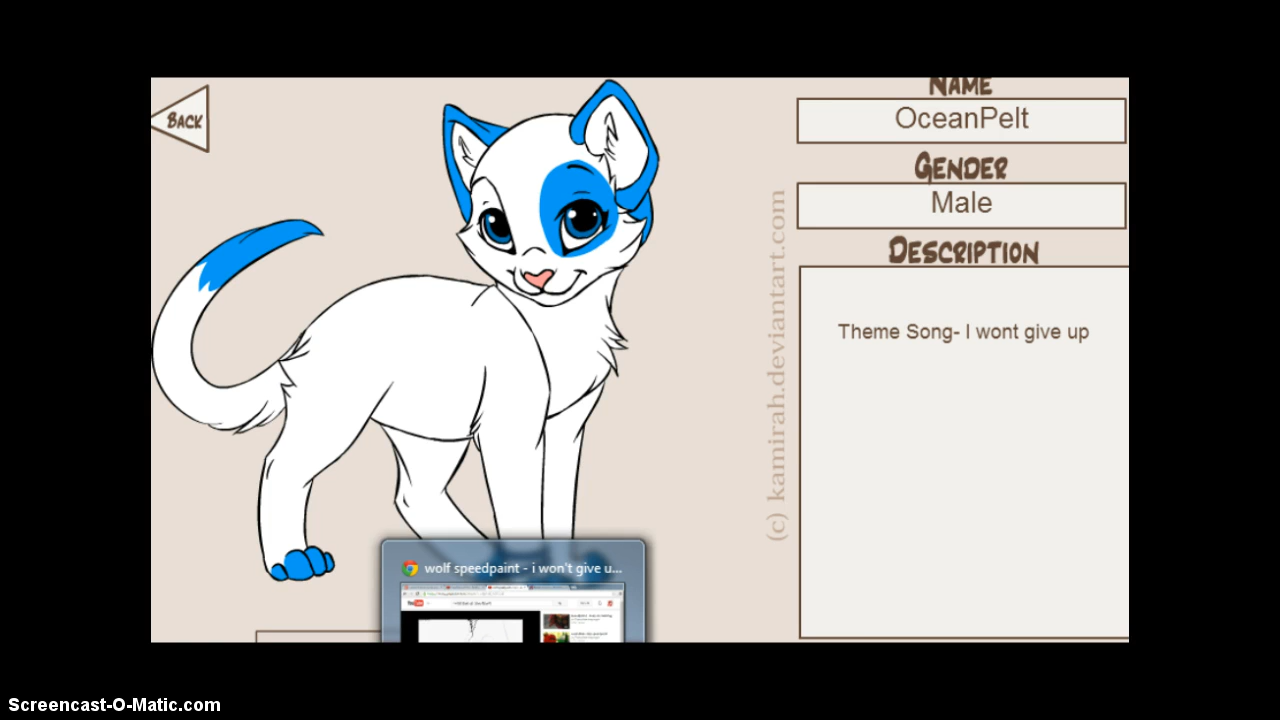 BACK
NAME
OceanPelt
GENDER
Male
DESCRIPTION
Theme Song- I wont give up
(c) kamirah.deviantart.com
wolf speedpaint - i won't give u...
Screencast-O-Matic.com